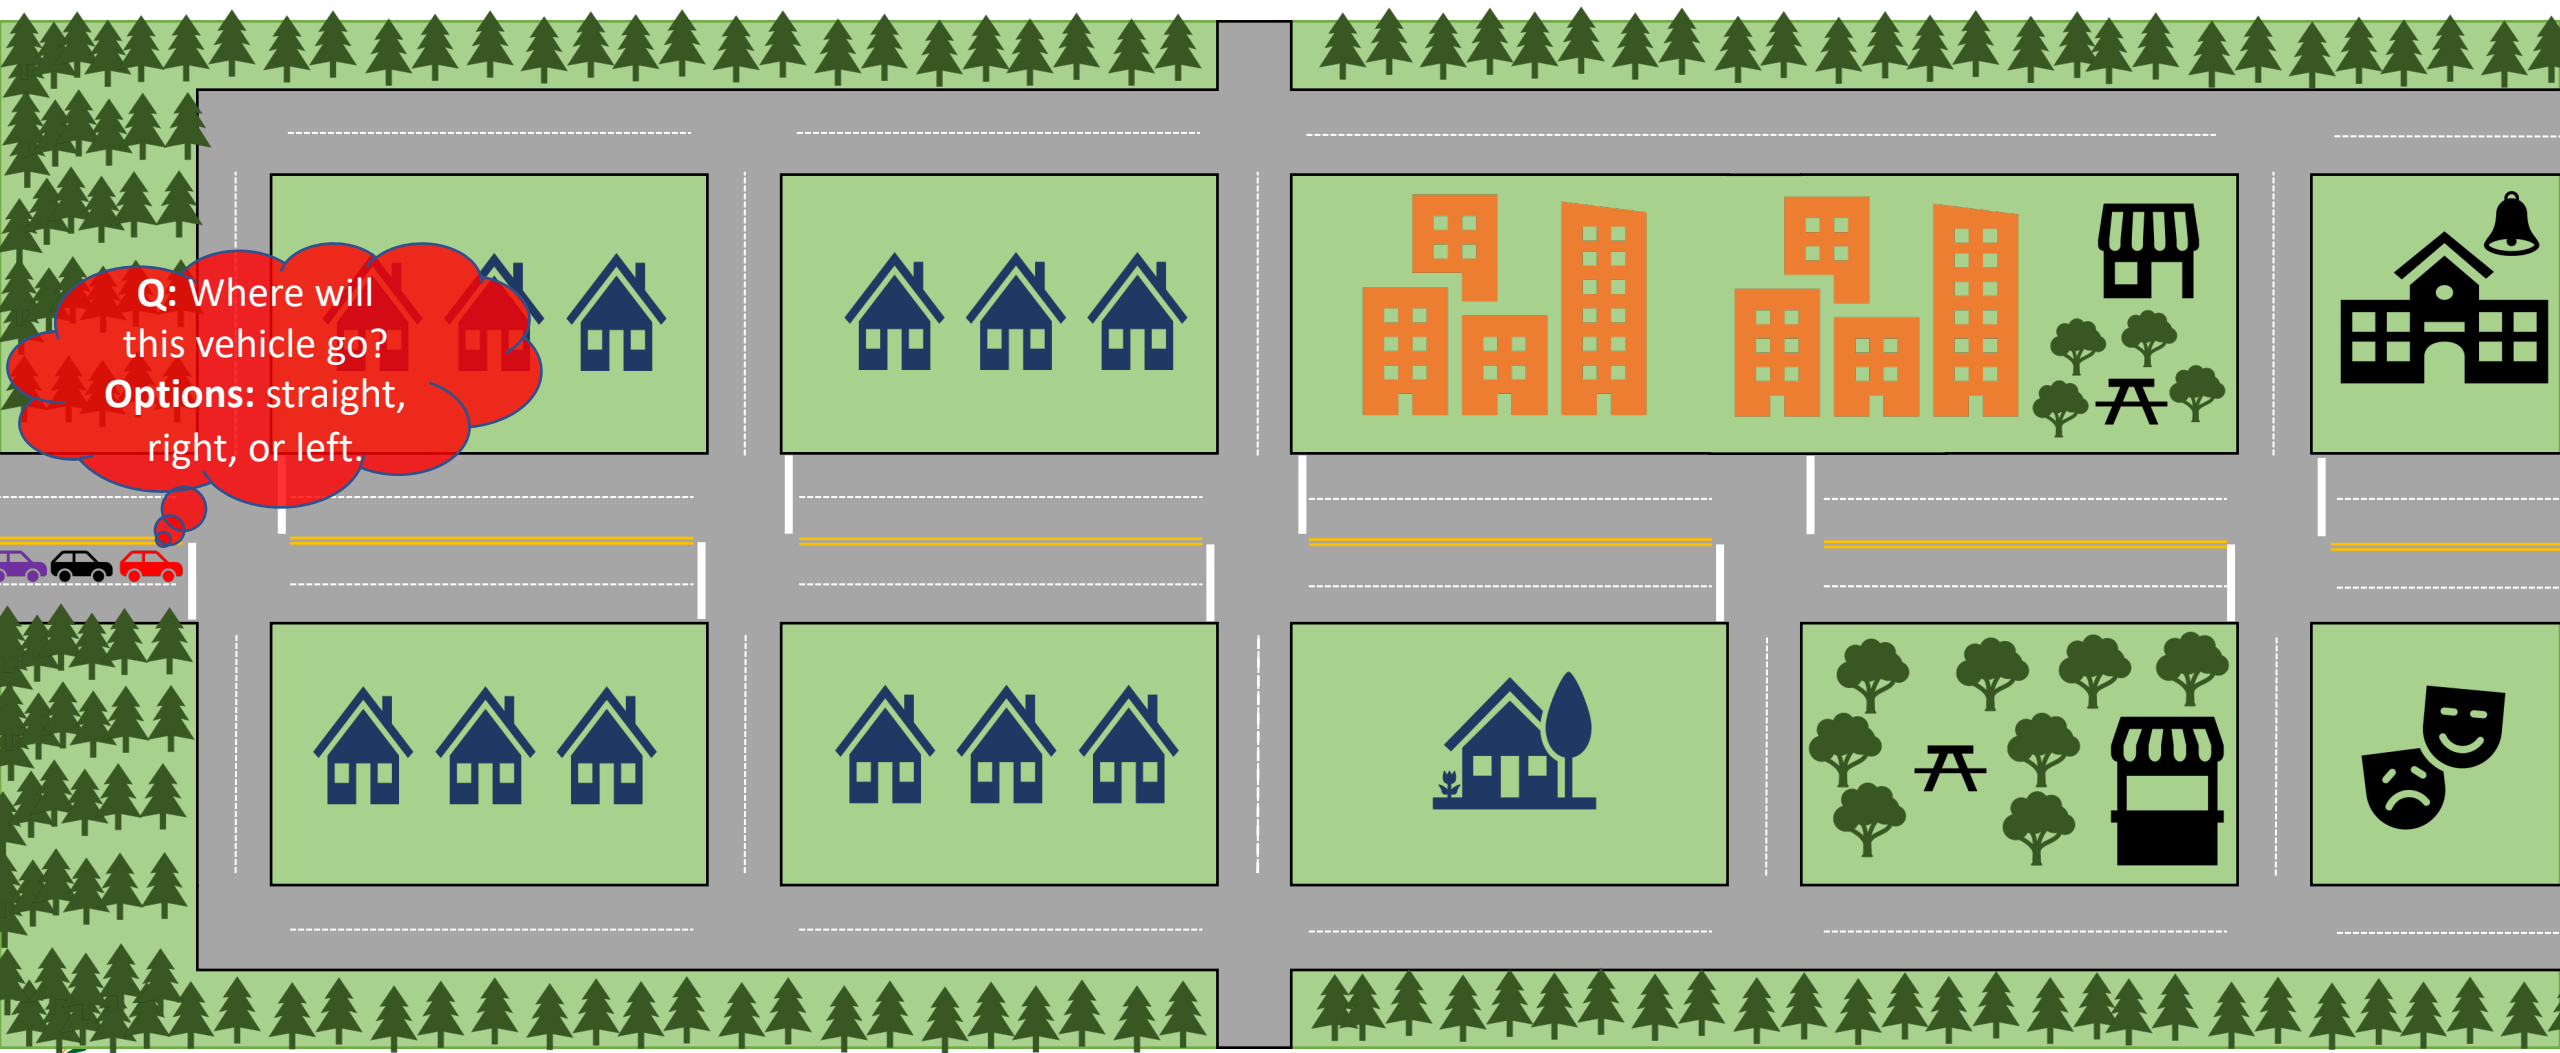 Q: Where will
this vehicle go?
Options: straight,
right, or left.